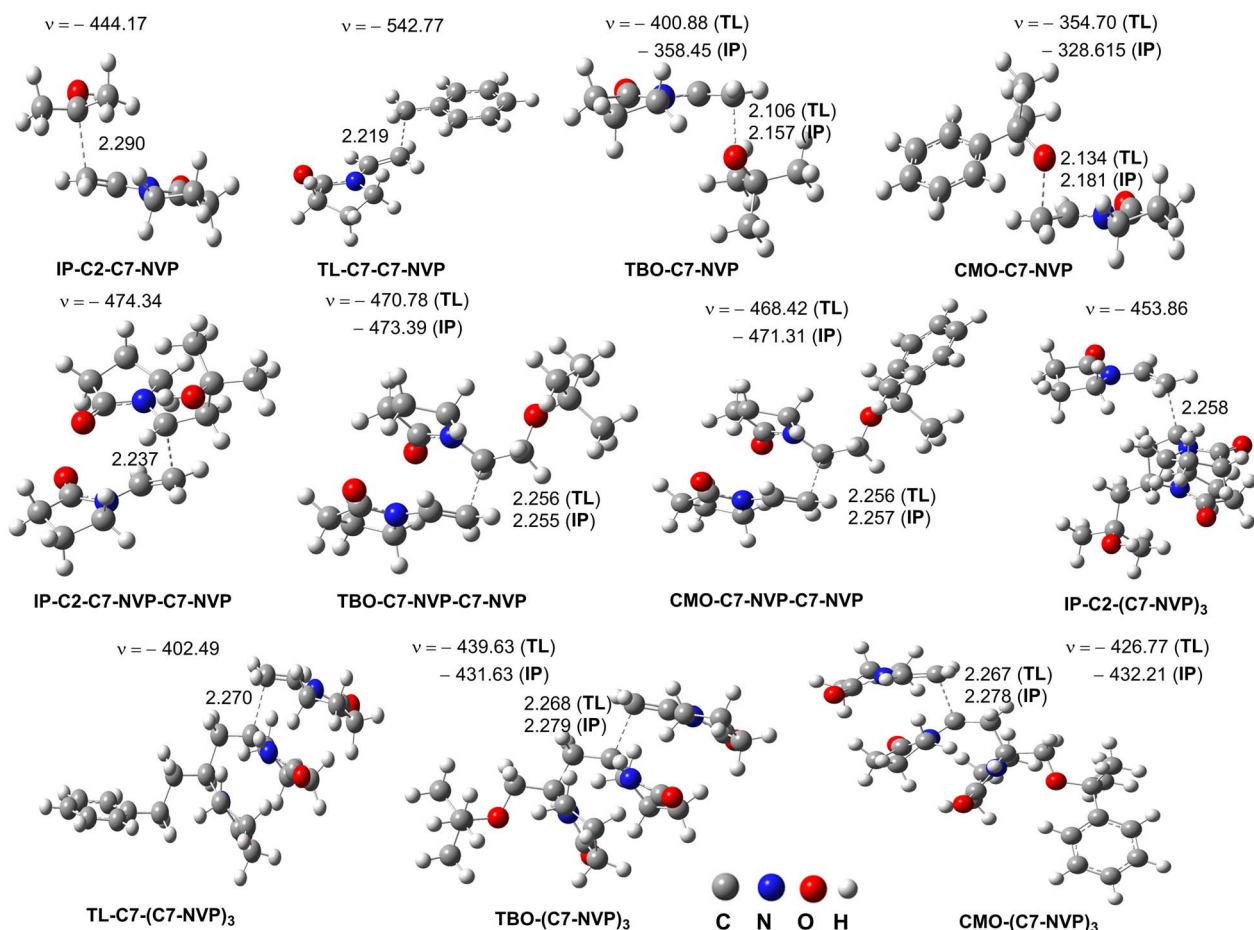 ν = – 444.17
2.290
IP-C2-C7-NVP
ν = – 542.77
2.219
TL-C7-C7-NVP
ν = – 400.88 (TL)
– 358.45 (IP)
2.106 (TL)
2.157 (IP)
TBO-C7-NVP
ν = – 354.70 (TL)
– 328.615 (IP)
2.134 (TL)
2.181 (IP)
CMO-C7-NVP
ν = – 474.34
2.237
IP-C2-C7-NVP-C7-NVP
ν = – 470.78 (TL)
– 473.39 (IP)
2.256 (TL)
2.255 (IP)
TBO-C7-NVP-C7-NVP
ν = – 468.42 (TL)
– 471.31 (IP)
2.256 (TL)
2.257 (IP)
CMO-C7-NVP-C7-NVP
ν = – 453.86
2.258
IP-C2-(C7-NVP)₃
ν = – 402.49
2.270
TL-C7-(C7-NVP)₃
ν = – 439.63 (TL)
– 431.63 (IP)
2.268 (TL)
2.279 (IP)
TBO-(C7-NVP)₃
ν = – 426.77 (TL)
– 432.21 (IP)
2.267 (TL)
2.278 (IP)
CMO-(C7-NVP)₃
C N O H